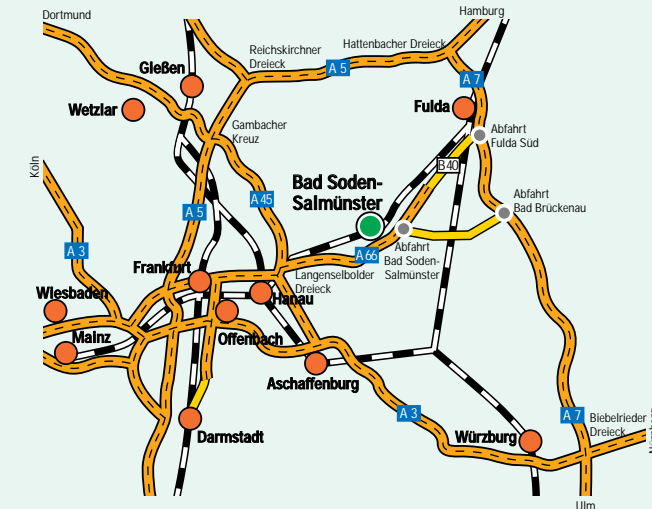 Dortmund
Hamburg
Reichskirchner
Dreieck
Hattenbacher Dreieck
A 5
A 7
Gießen
Wetzlar
Fulda
Gambacher
Kreuz
Abfahrt
Fulda Süd
B40
Köln
Bad Soden-
Salmünster
A 5
A45
Abfahrt
Bad Brückenau
A 3
A66
Abfahrt
Bad Soden-
Salmünster
Frankfurt
Langenselbolder
Dreieck
Wiesbaden
Hanau
Offenbach
Mainz
Aschaffenburg
A 3
A 7
Biebelrieder
Dreieck
Darmstadt
Würzburg
Ulm